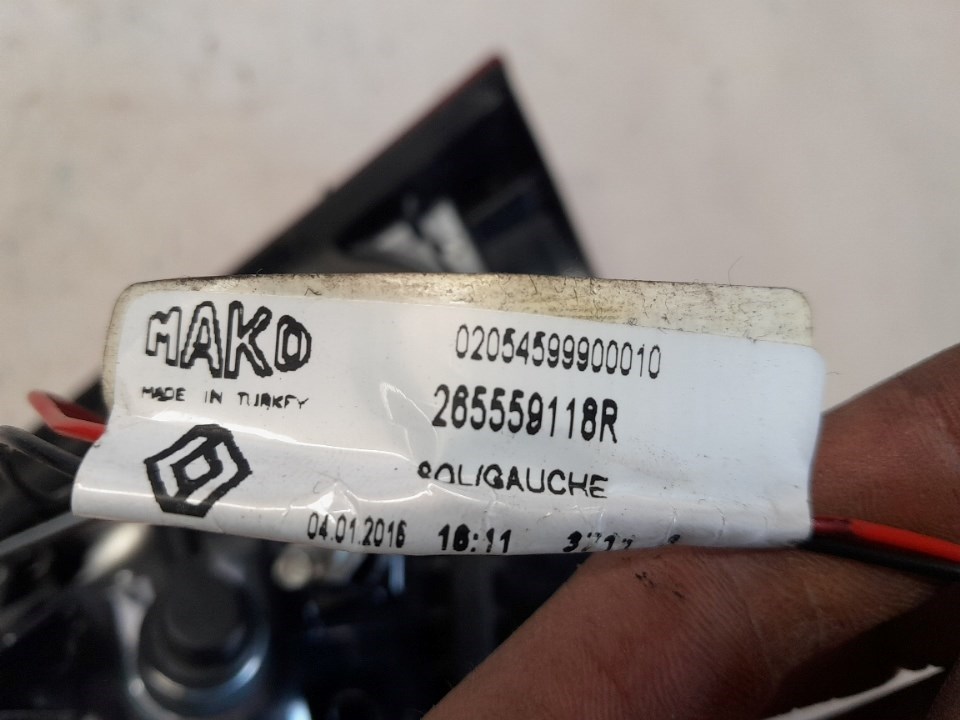 MAKO
MADE IN TURKEY
02054599900010
265559118R
SOL/GAUCHE
04.01.2016 16:11